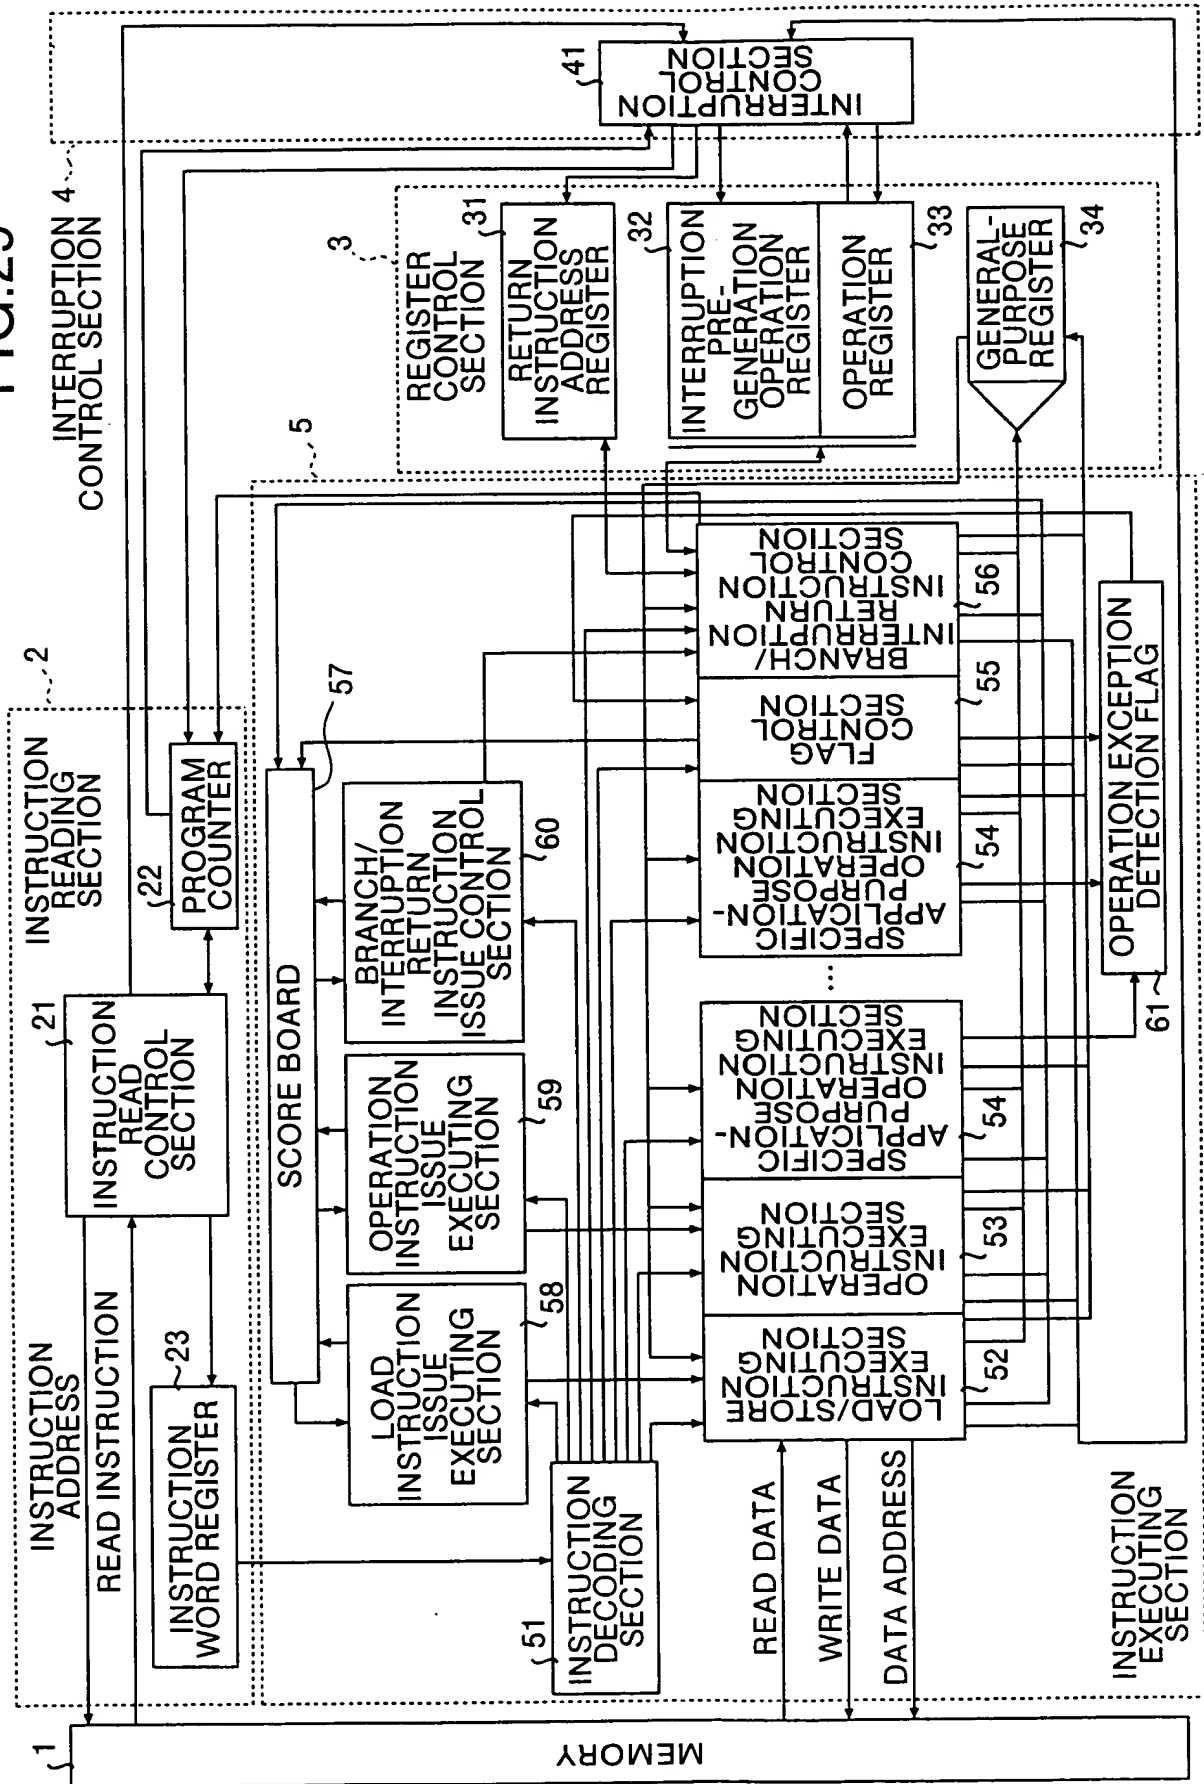 FIG.29
1
MEMORY
INSTRUCTION
ADDRESS
READ INSTRUCTION
INSTRUCTION
READING
SECTION
2
21
INSTRUCTION
READ
CONTROL
SECTION
22
PROGRAM
COUNTER
23
INSTRUCTION
WORD REGISTER
INTERRUPTION
CONTROL SECTION
4
41
INTERRUPTION
CONTROL
SECTION
3
REGISTER
CONTROL
SECTION
31
RETURN
INSTRUCTION
ADDRESS
REGISTER
32
INTERRUPTION
PRE-
GENERATION
OPERATION
REGISTER
OPERATION
REGISTER
33
GENERAL-
PURPOSE
REGISTER
34
5
SCORE BOARD
57
LOAD
INSTRUCTION
ISSUE
EXECUTING
SECTION
58
OPERATION
INSTRUCTION
ISSUE
EXECUTING
SECTION
59
BRANCH/
INTERRUPTION
RETURN
INSTRUCTION
ISSUE CONTROL
SECTION
60
51
INSTRUCTION
DECODING
SECTION
LOAD/STORE
INSTRUCTION
EXECUTING
SECTION
52
OPERATION
INSTRUCTION
EXECUTING
SECTION
53
SPECIFIC
APPLICATION-
PURPOSE
OPERATION
INSTRUCTION
EXECUTING
SECTION
54
...
SPECIFIC
APPLICATION-
PURPOSE
OPERATION
INSTRUCTION
EXECUTING
SECTION
54
FLAG
CONTROL
SECTION
55
BRANCH/
INTERRUPTION
RETURN
INSTRUCTION
CONTROL
SECTION
56
READ DATA
WRITE DATA
DATA ADDRESS
OPERATION EXCEPTION
DETECTION FLAG
61
INSTRUCTION
EXECUTING
SECTION